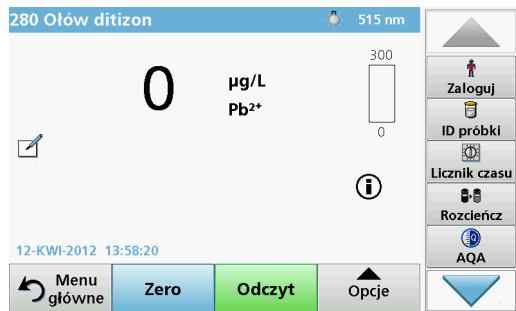 280 Ołów ditizon 515 nm
300
0 µg/L
Pb²⁺
0
12-KWI-2012 13:58:20
Menu główne
Zero
Odczyt
Opcje
Zaloguj
ID próbki
Licznik czasu
Rozcieńcz
AQA